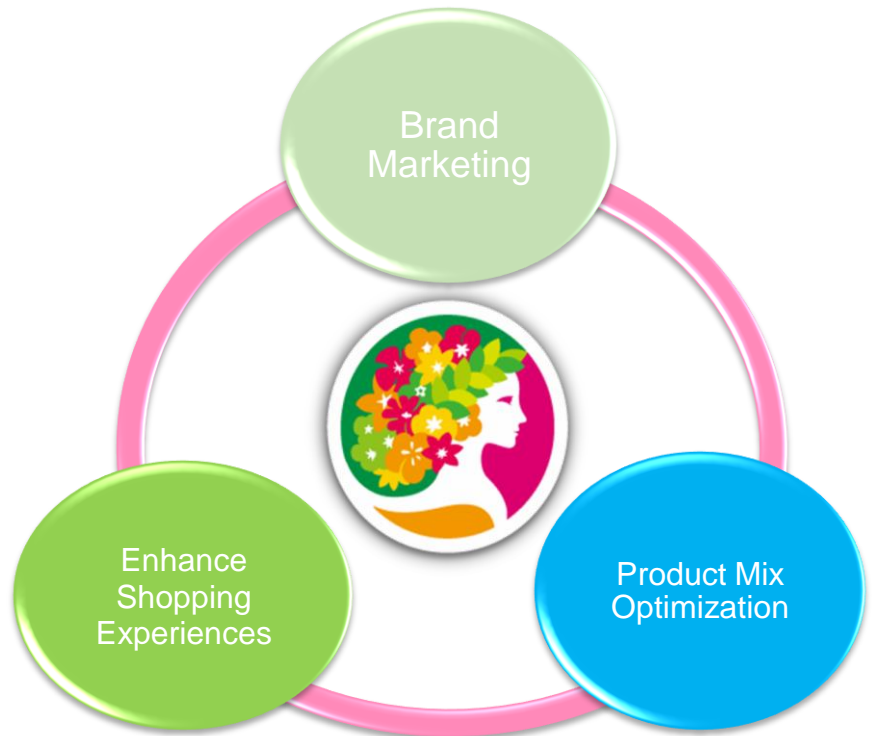 Brand
Marketing
Enhance
Shopping
Experiences
Product Mix
Optimization